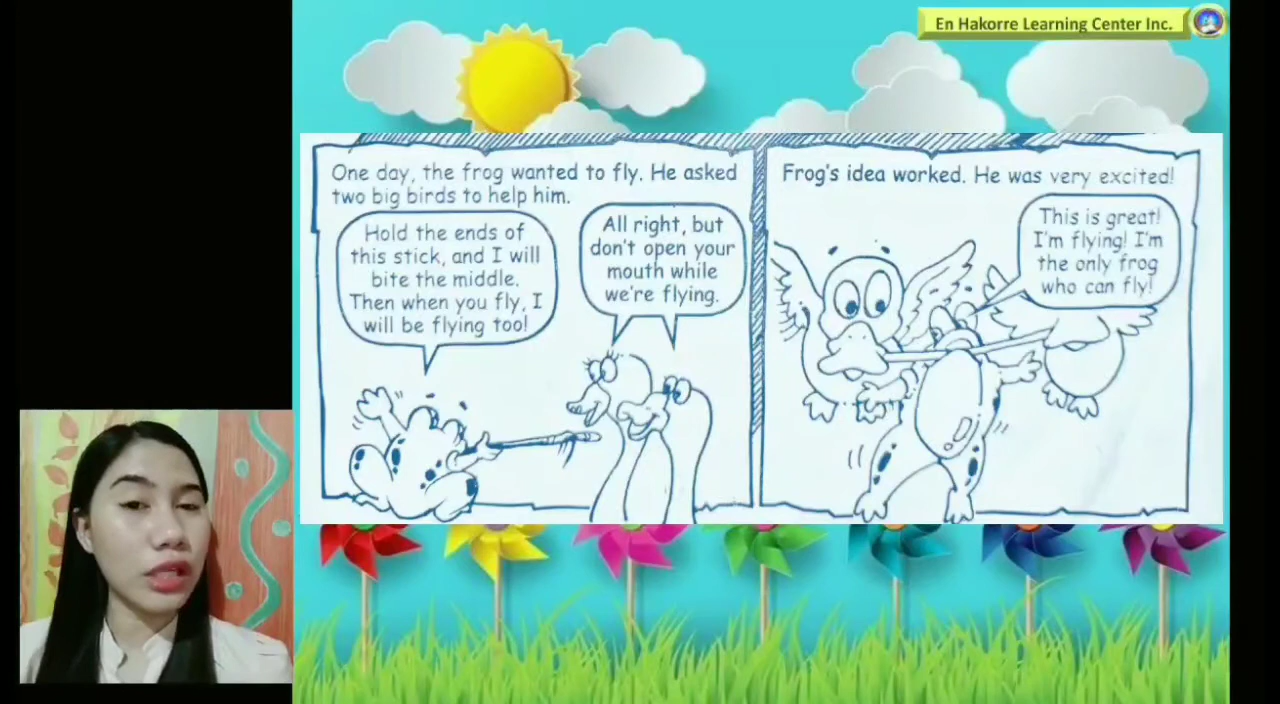 En Hakorre Learning Center Inc.
One day, the frog wanted to fly. He asked
two big birds to help him.
Hold the ends of
this stick, and I will
bite the middle.
Then when you fly, I
will be flying too!
All right, but
don't open your
mouth while
we're flying.
Frog's idea worked. He was very excited!
This is great!
I'm flying! I'm
the only frog
who can fly!